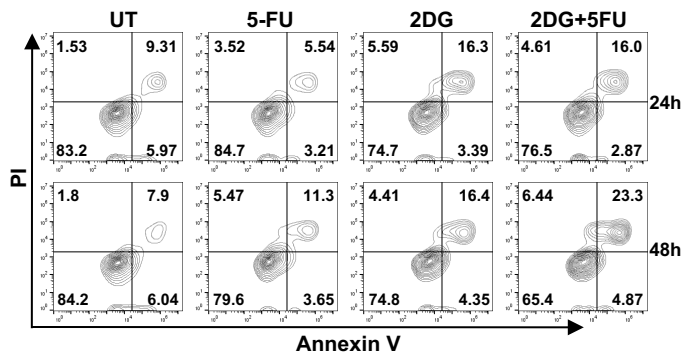 UT 5-FU 2DG 2DG+5FU
1.53 9.31 3.52 5.54 5.59 16.3 4.61 16.0
24h
83.2 5.97 84.7 3.21 74.7 3.39 76.5 2.87
PI
1.8 7.9 5.47 11.3 4.41 16.4 6.44 23.3
48h
84.2 6.04 79.6 3.65 74.8 4.35 65.4 4.87
Annexin V